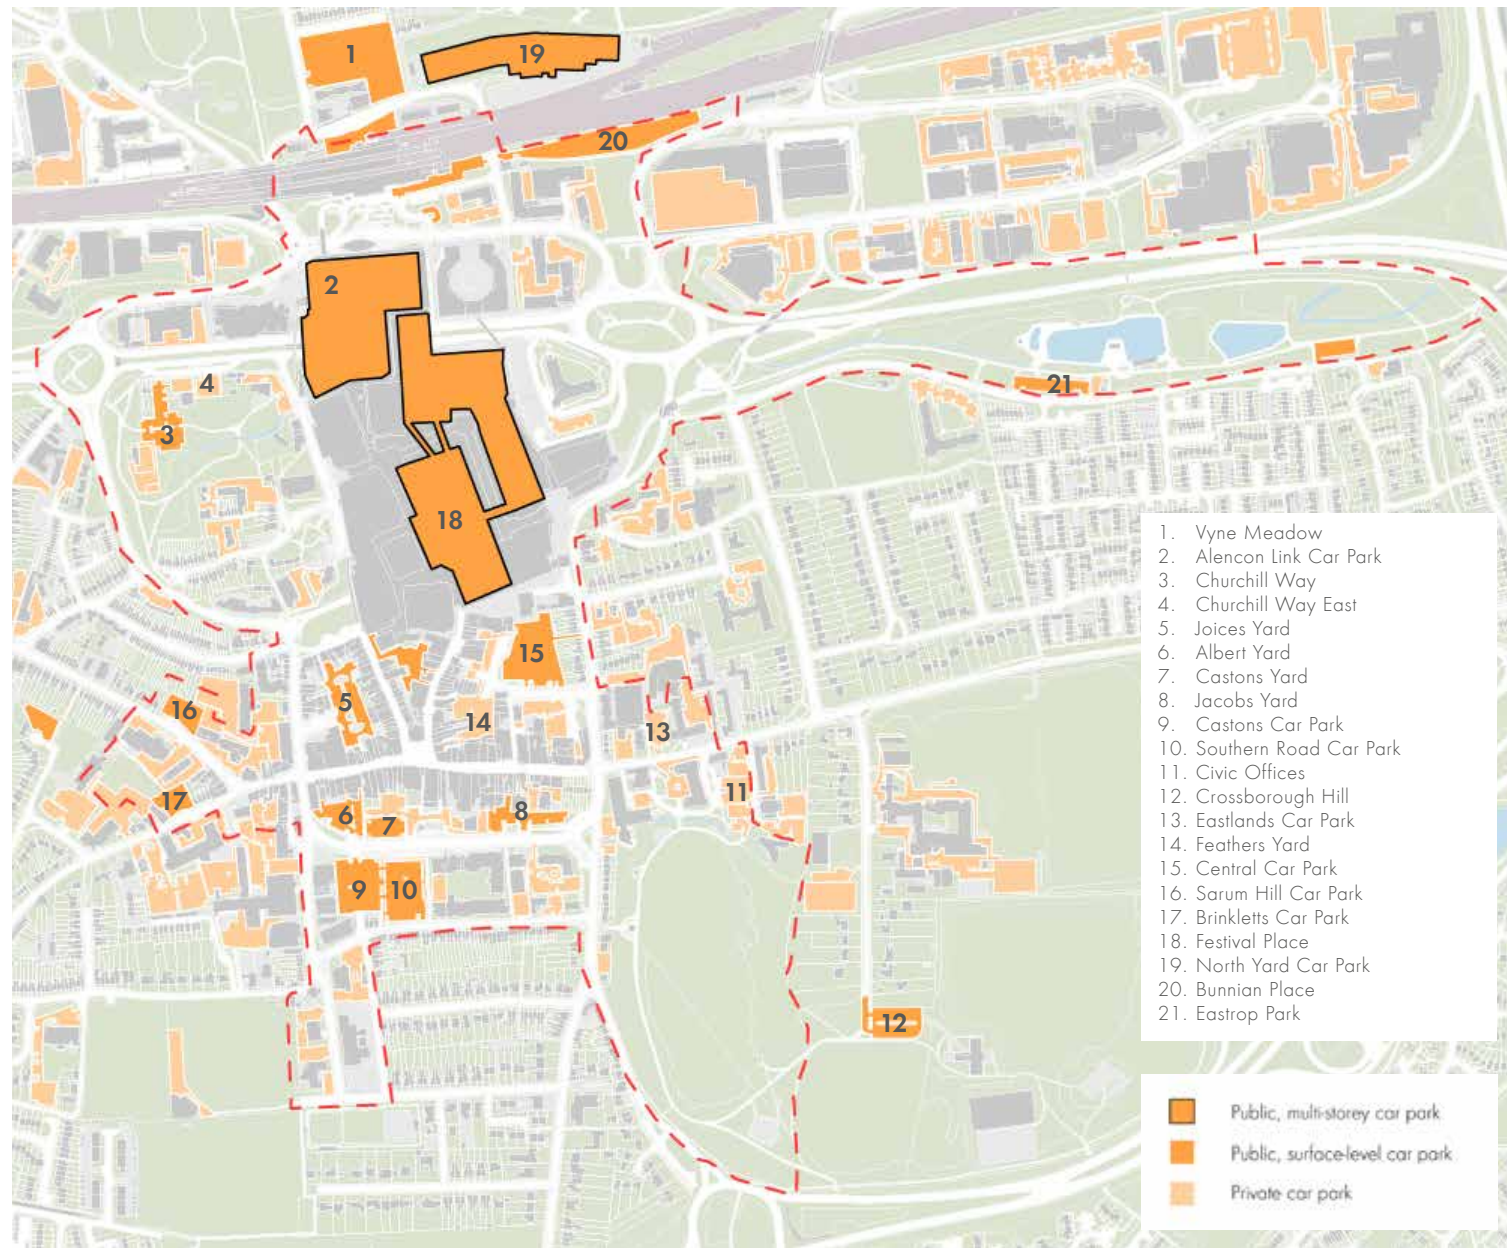 1
19
20
2
4
3
21
18
15
5
16
14
13
17
6
7
8
11
9
10
12
1. Vyne Meadow
2. Alencon Link Car Park
3. Churchill Way
4. Churchill Way East
5. Joices Yard
6. Albert Yard
7. Castons Yard
8. Jacobs Yard
9. Castons Car Park
10. Southern Road Car Park
11. Civic Offices
12. Crossborough Hill
13. Eastlands Car Park
14. Feathers Yard
15. Central Car Park
16. Sarum Hill Car Park
17. Brinkletts Car Park
18. Festival Place
19. North Yard Car Park
20. Bunnian Place
21. Eastrop Park
Public, multi-storey car park
Public, surface-level car park
Private car park